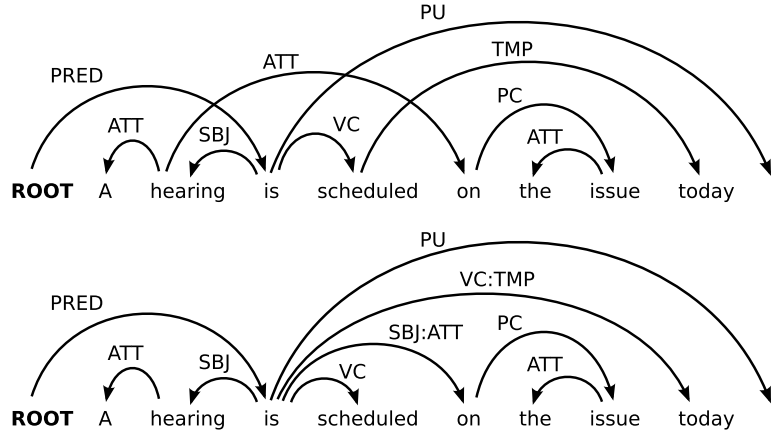 PU
ATT TMP
PRED
PC
ATT SBJ VC ATT
ROOT A hearing is scheduled on the issue today
PU
VC:TMP
PRED
SBJ:ATT PC
ATT SBJ VC ATT
ROOT A hearing is scheduled on the issue today